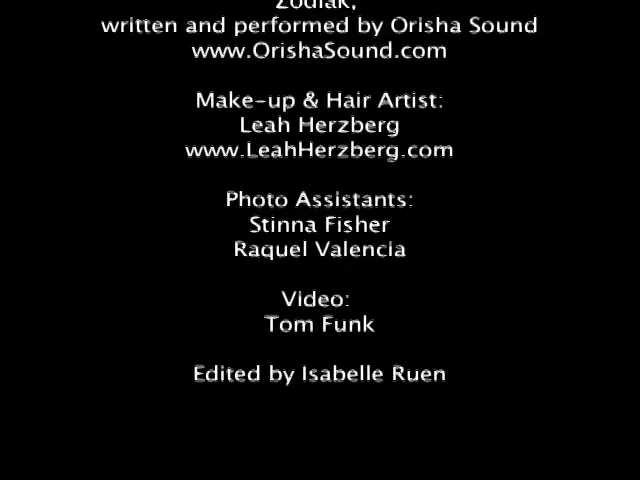 Zodiak,
written and performed by Orisha Sound
www.OrishaSound.com
Make-up & Hair Artist:
Leah Herzberg
www.LeahHerzberg.com
Photo Assistants:
Stinna Fisher
Raquel Valencia
Video:
Tom Funk
Edited by Isabelle Ruen